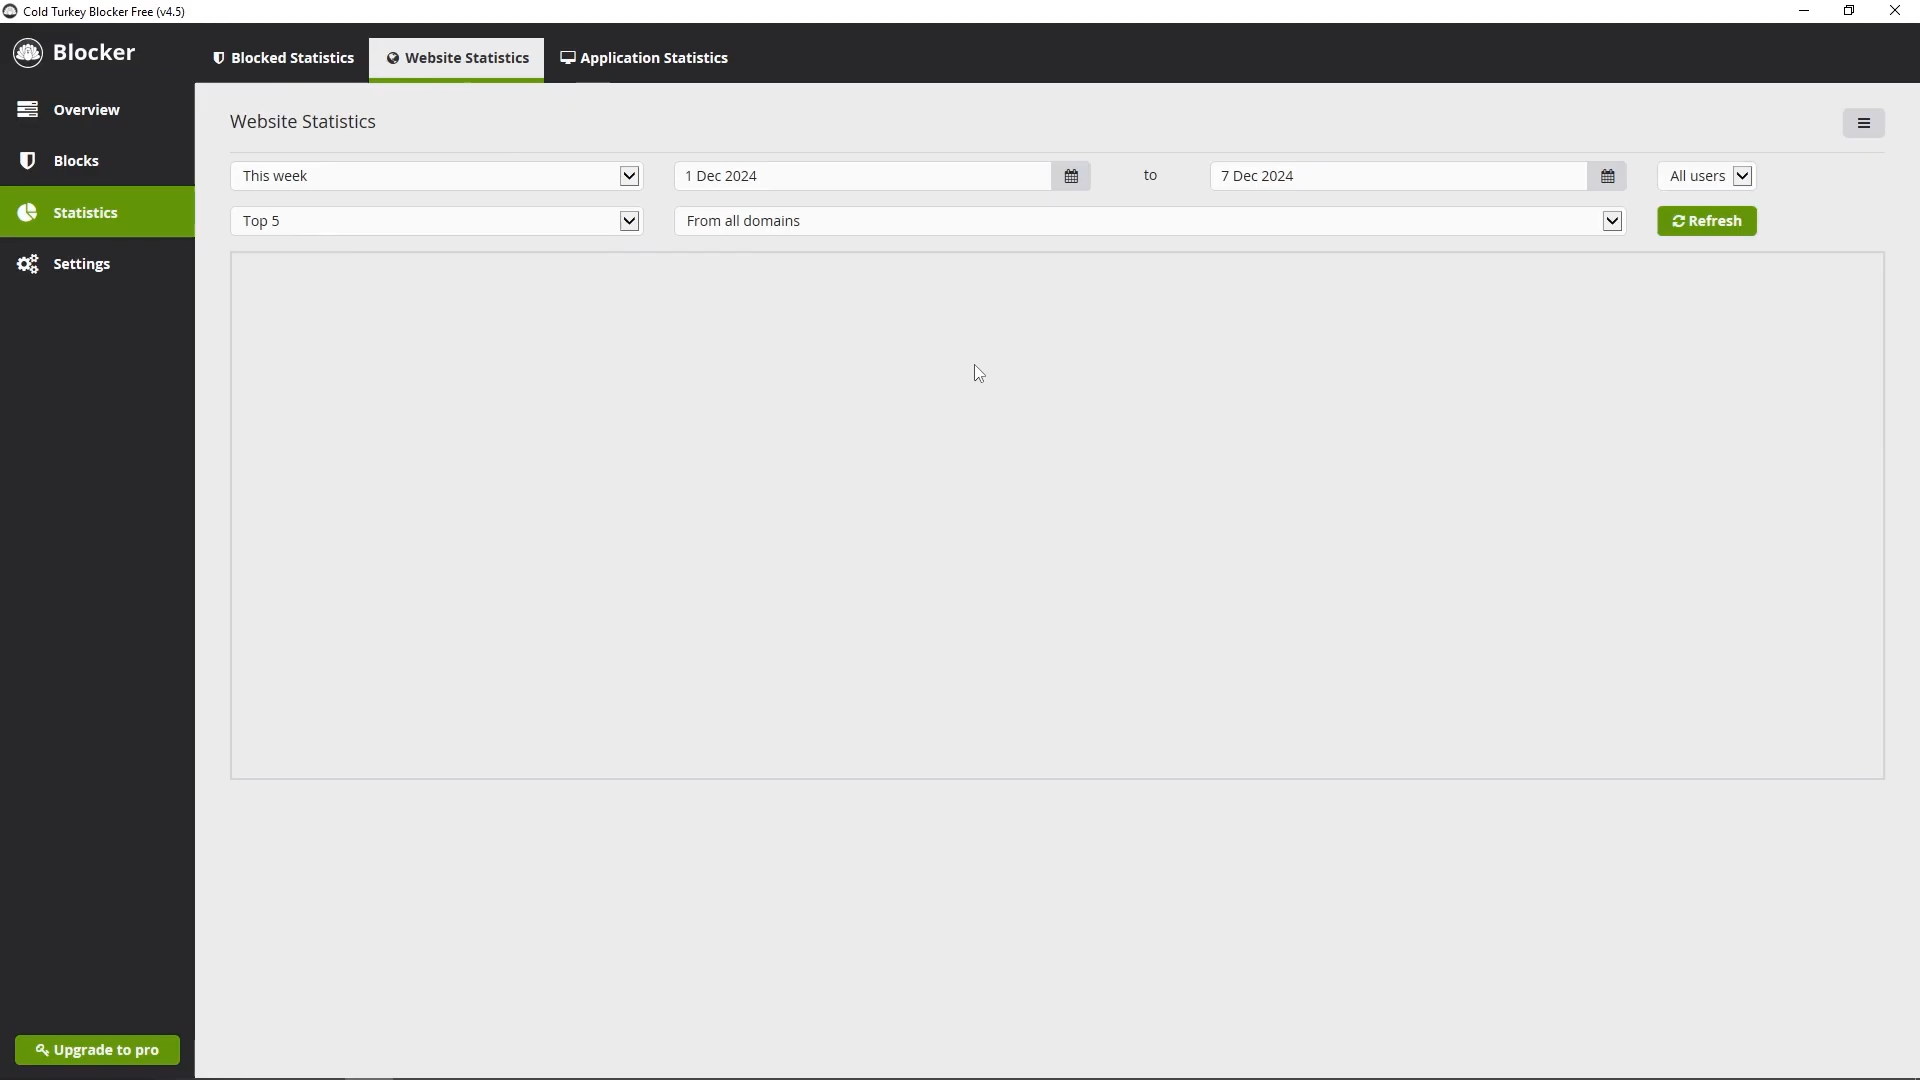 Cold Turkey Blocker Free (v4.5)
Blocker
Blocked Statistics
Website Statistics
Application Statistics
Overview
Blocks
Statistics
Settings
Website Statistics
This week
1 Dec 2024
to
7 Dec 2024
All users
Top 5
From all domains
Refresh
Upgrade to pro